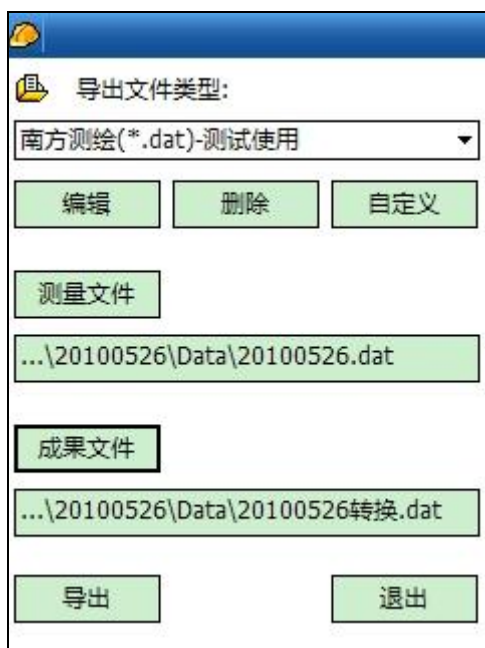 导出文件类型:
南方测绘(*.dat)-测试使用
编辑 删除 自定义
测量文件
...\20100526\Data\20100526.dat
成果文件
...\20100526\Data\20100526转换.dat
导出 退出